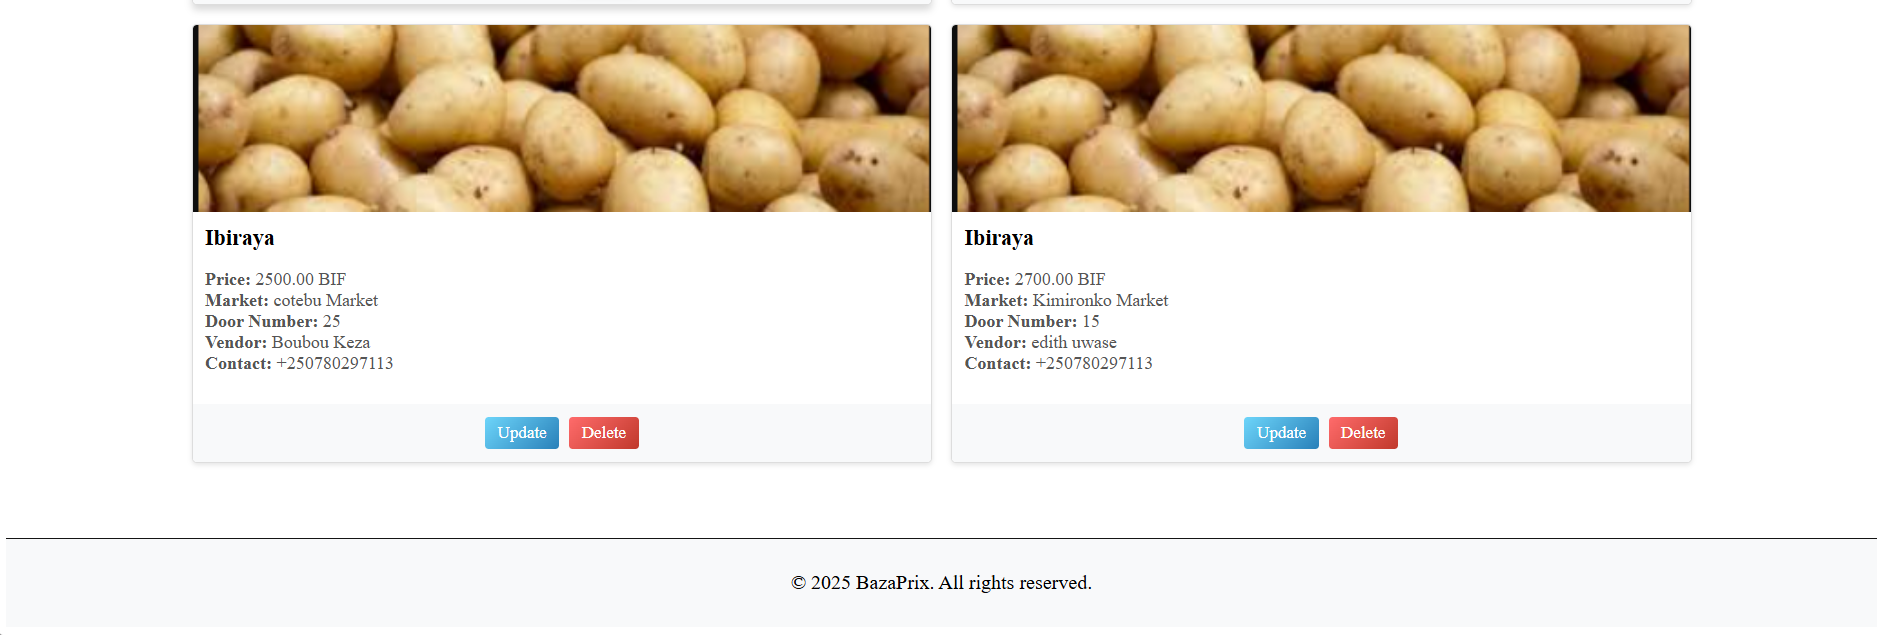 Ibiraya
Price: 2500.00 BIF
Market: cotebu Market
Door Number: 25
Vendor: Boubou Keza
Contact: +250780297113
Update Delete
Ibiraya
Price: 2700.00 BIF
Market: Kimironko Market
Door Number: 15
Vendor: edith uwase
Contact: +250780297113
Update Delete
© 2025 BazaPrix. All rights reserved.